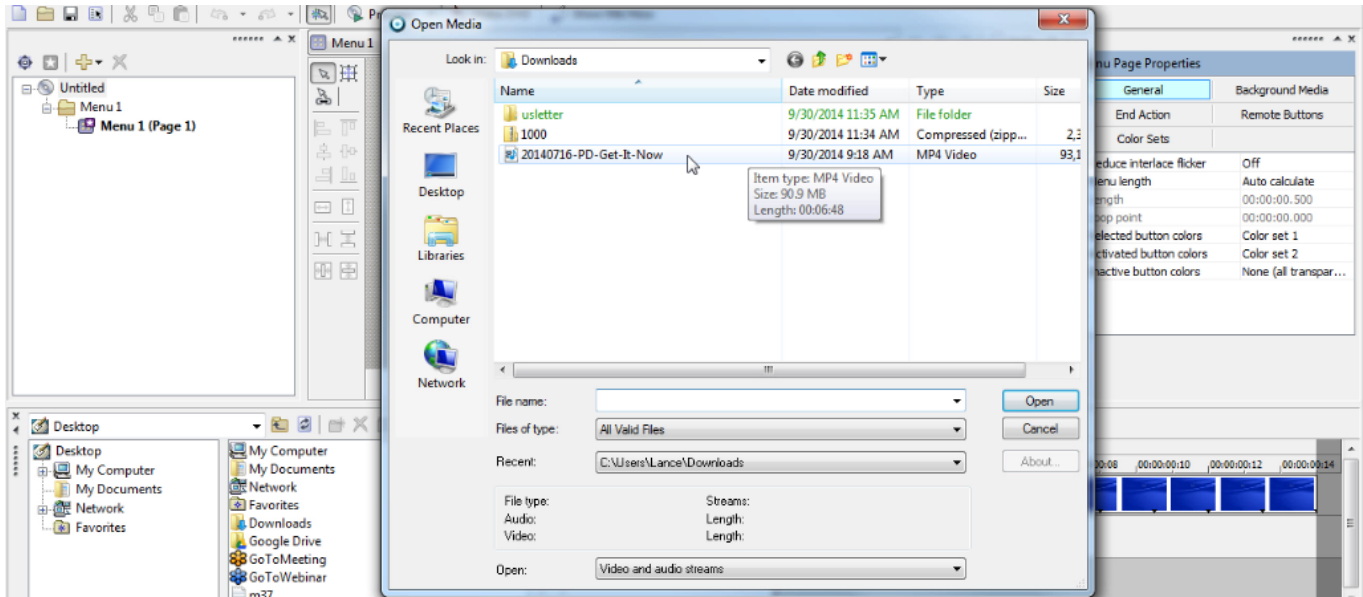 Open Media
Menu 1
Look in:
Downloads
Untitled
Menu 1
Menu 1 (Page 1)
Recent Places
Desktop
Libraries
Computer
Network
Name
Date modified
Type
Size
usletter
9/30/2014 11:35 AM
File folder
1000
9/30/2014 11:34 AM
Compressed (zipp...
2,3
20140716-PD-Get-It-Now
9/30/2014 9:18 AM
MP4 Video
93,1
Item type: MP4 Video
Size: 90.9 MB
Length: 00:06:48
File name:
Open
Files of type:
All Valid Files
Cancel
Recent:
C:\Users\Lance\Downloads
About...
File type:
Streams:
Audio:
Length:
Video:
Length:
Open:
Video and audio streams
nu Page Properties
General
Background Media
End Action
Remote Buttons
Color Sets
educe interlace flicker
Off
enu length
Auto calculate
ength
00:00:00.500
oop point
00:00:00.000
elected button colors
Color set 1
ctivated button colors
Color set 2
nactive button colors
None (all transpar...
Desktop
Desktop
My Computer
My Documents
Network
Favorites
My Computer
My Documents
Network
Favorites
Downloads
Google Drive
GoToMeeting
GoToWebinar
m37
00:08
00:00:00:10
00:00:00:12
00:00:00:14